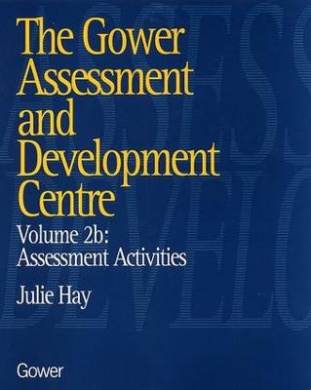 The Gower
Assessment
and
Development
Centre
Volume 2b:
Assessment Activities
Julie Hay
Gower